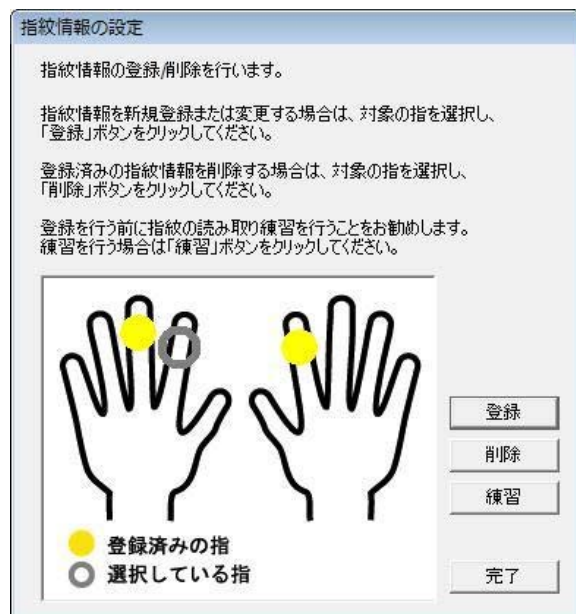 指紋情報の設定
指紋情報の登録/削除を行います。
指紋情報を新規登録または変更する場合は、対象の指を選択し、
「登録」ボタンをクリックしてください。
登録済みの指紋情報を削除する場合は、対象の指を選択し、
「削除」ボタンをクリックしてください。
登録を行う前に指紋の読み取り練習を行うことをお勧めします。
練習を行う場合は「練習」ボタンをクリックしてください。
登録
削除
練習
登録済みの指
選択している指
完了